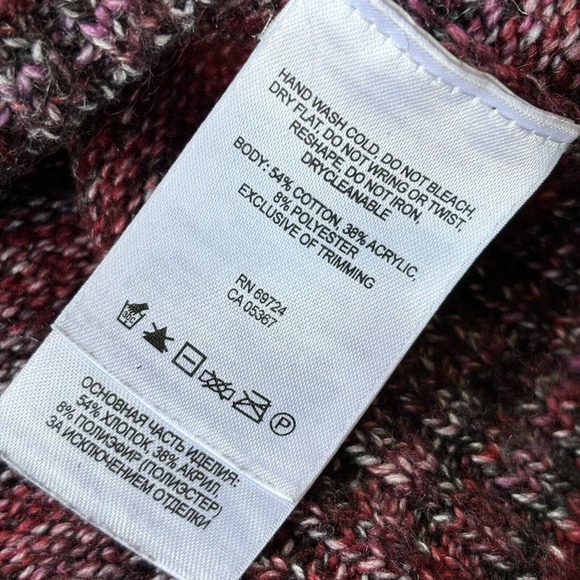 HAND WASH COLD, DO NOT BLEACH,
DRY FLAT, DO NOT WRING OR TWIST,
RESHAPE, DO NOT IRON,
DRYCLEANABLE
BODY: 54% COTTON, 38% ACRYLIC,
8% POLYESTER
EXCLUSIVE OF TRIMMING
RN 69724
CA 05367
30C
P
ОСНОВНАЯ ЧАСТЬ ИЗДЕЛИЯ:
54% ХЛОПОК, 38% АКРИЛ,
8% ПОЛИЭФИР (ПОЛИЭСТЕР)
ЗА ИСКЛЮЧЕНИЕМ ОТДЕЛКИ